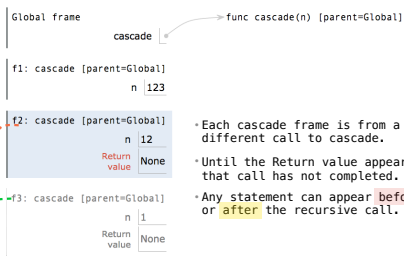 Global frame
func cascade(n) [parent=Global]
cascade
f1: cascade [parent=Global]
n 123
f2: cascade [parent=Global]
n 12
Return
value None
f3: cascade [parent=Global]
n 1
Return
value None
•Each cascade frame is from a
different call to cascade.
•Until the Return value appear
that call has not completed.
•Any statement can appear befo
or after the recursive call.